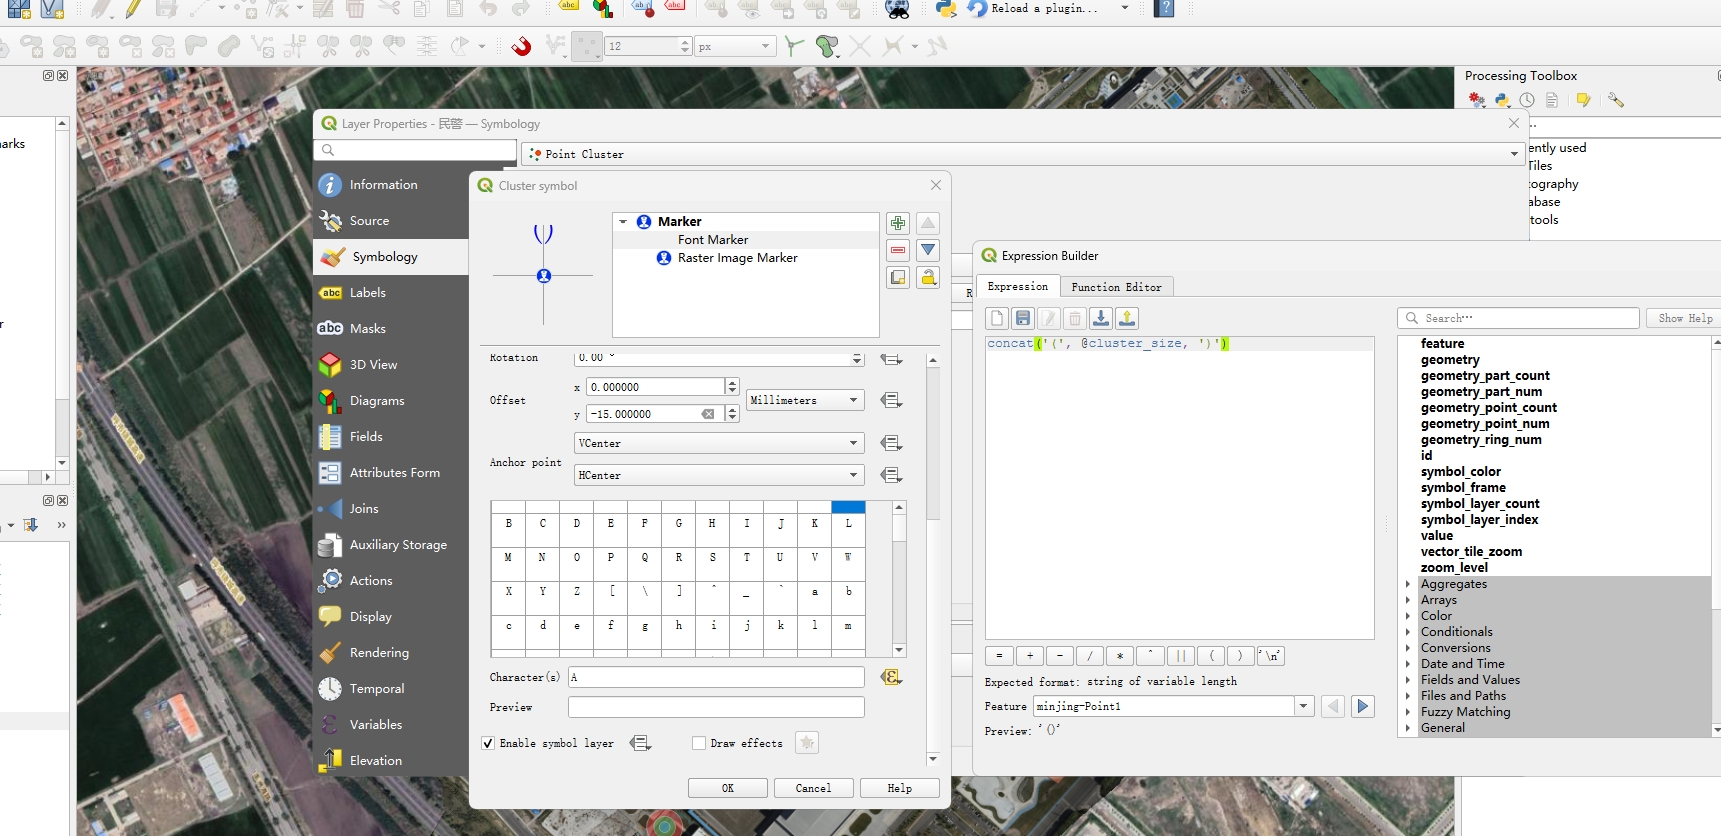 Reload a plugin...
12
px
Processing Toolbox
Layer Properties - 民警 — Symbology
Point Cluster
Information
Source
Symbology
Labels
Masks
3D View
Diagrams
Fields
Attributes Form
Joins
Auxiliary Storage
Actions
Display
Rendering
Temporal
Variables
Elevation
Cluster symbol
()
Marker
Font Marker
Raster Image Marker
Rotation
0.00 °
Offset
x 0.000000
y -15.000000
Millimeters
Anchor point
VCenter
HCenter
B C D E F G H I J K L
M N O P Q R S T U V W
X Y Z [ \ ] ^ _ ` a b
c d e f g h i j k l m
Character(s) A
Preview
Enable symbol layer
Draw effects
OK
Cancel
Help
Expression Builder
Expression
Function Editor
concat('(', @cluster_size, ')')
= + - / * ^ || ( ) '\n'
Expected format: string of variable length
Feature minjing-Point1
Preview: '()'
Search…
Show Help
feature
geometry
geometry_part_count
geometry_part_num
geometry_point_count
geometry_point_num
geometry_ring_num
id
symbol_color
symbol_frame
symbol_layer_count
symbol_layer_index
value
vector_tile_zoom
zoom_level
Aggregates
Arrays
Color
Conditionals
Conversions
Date and Time
Fields and Values
Files and Paths
Fuzzy Matching
General
ently used
Tiles
tography
abase
tools
arks